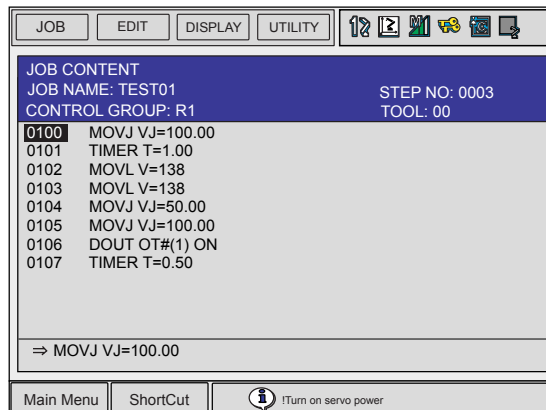 JOB EDIT DISPLAY UTILITY
JOB CONTENT
JOB NAME: TEST01 STEP NO: 0003
CONTROL GROUP: R1 TOOL: 00
0100 MOVJ VJ=100.00
0101 TIMER T=1.00
0102 MOVL V=138
0103 MOVL V=138
0104 MOVJ VJ=50.00
0105 MOVJ VJ=100.00
0106 DOUT OT#(1) ON
0107 TIMER T=0.50
⇒ MOVJ VJ=100.00
Main Menu ShortCut !Turn on servo power